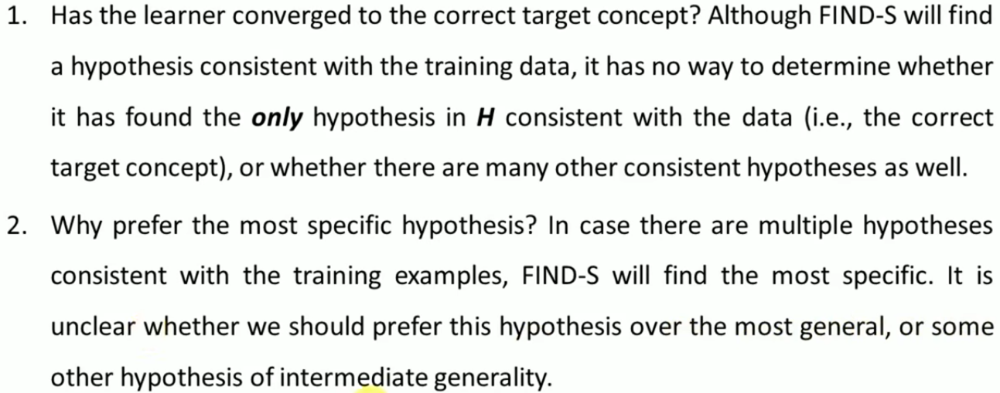 1. Has the learner converged to the correct target concept? Although FIND-S will find
a hypothesis consistent with the training data, it has no way to determine whether
it has found the only hypothesis in H consistent with the data (i.e., the correct
target concept), or whether there are many other consistent hypotheses as well.
2. Why prefer the most specific hypothesis? In case there are multiple hypotheses
consistent with the training examples, FIND-S will find the most specific. It is
unclear whether we should prefer this hypothesis over the most general, or some
other hypothesis of intermediate generality.